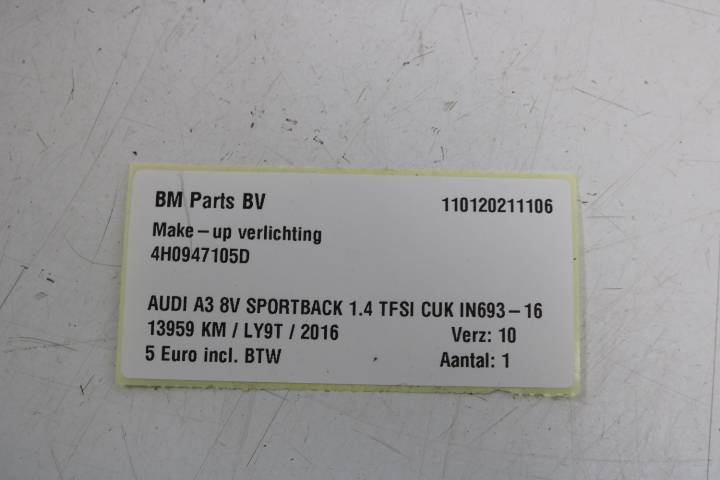 BM Parts BV 110120211106
Make-up verlichting
4H0947105D
AUDI A3 8V SPORTBACK 1.4 TFSI CUK IN693-16
13959 KM / LY9T / 2016 Verz: 10
5 Euro incl. BTW Aantal: 1